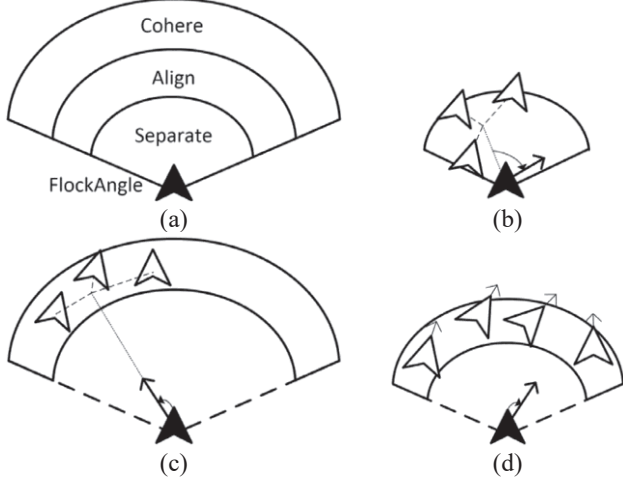 Cohere
Align
Separate
FlockAngle
(a)
(b)
(c)
(d)